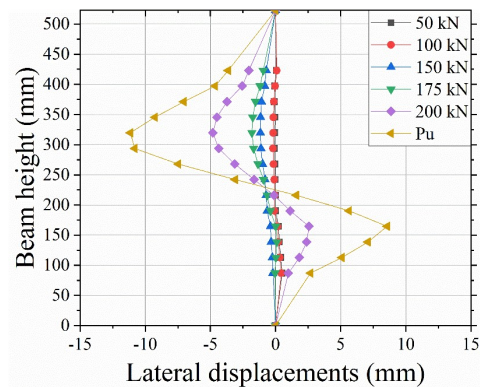 50 kN
100 kN
150 kN
175 kN
200 kN
Pu
Beam height (mm)
500
450
400
350
300
250
200
150
100
50
0
-15 -10 -5 0 5 10 15
Lateral displacements (mm)